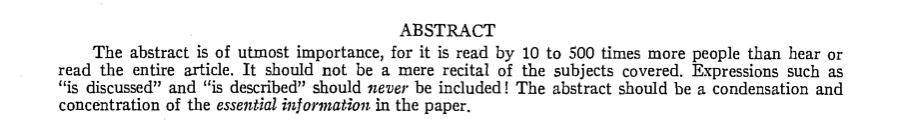 ABSTRACT
The abstract is of utmost importance, for it is read by 10 to 500 times more people than hear or
read the entire article. It should not be a mere recital of the subjects covered. Expressions such as
“is discussed” and “is described” should never be included! The abstract should be a condensation and
concentration of the essential information in the paper.